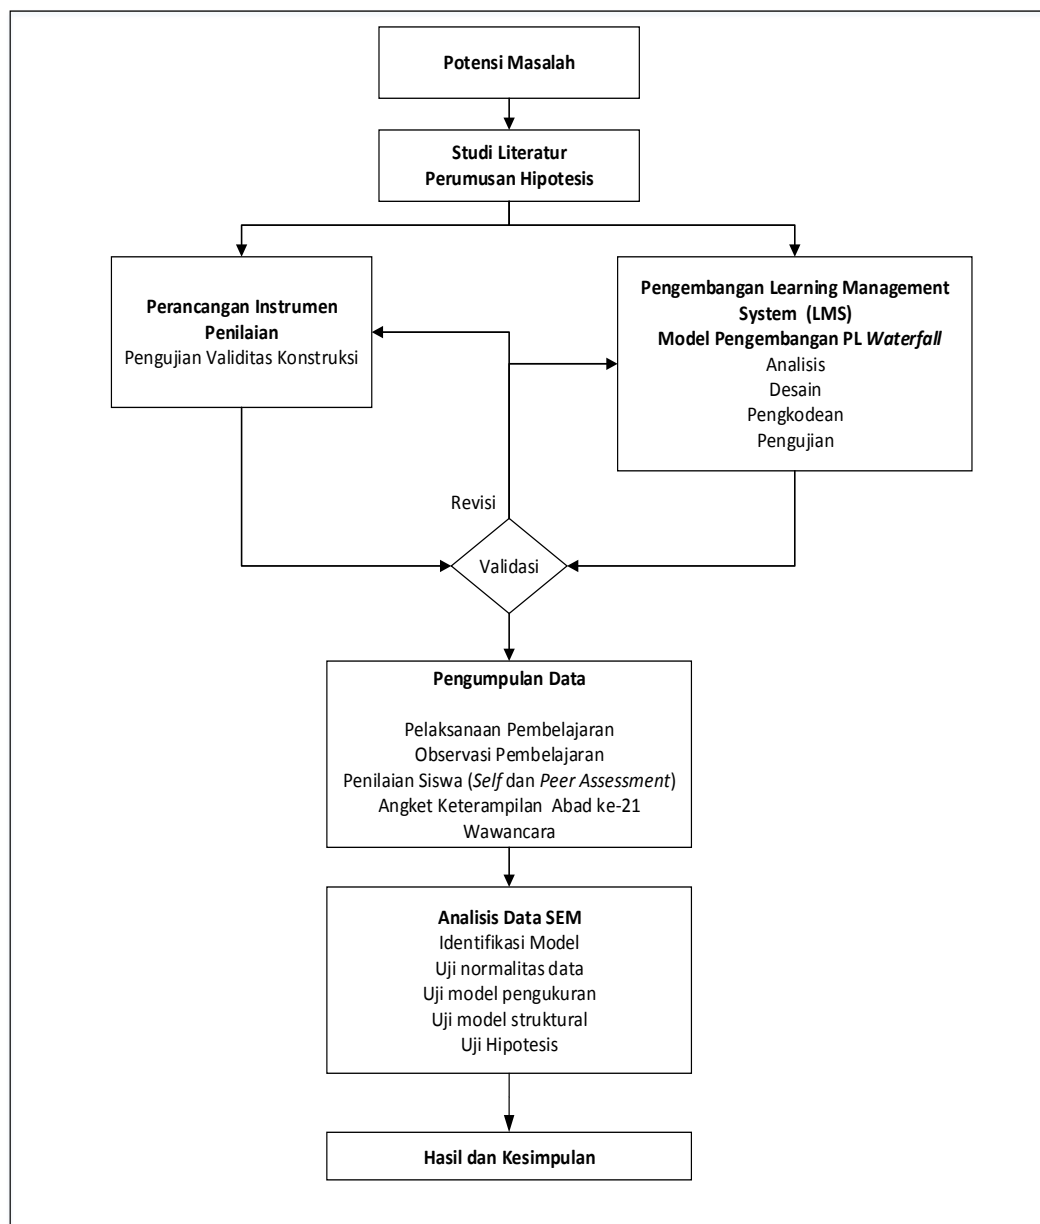 Potensi Masalah
Studi Literatur
Perumusan Hipotesis
Perancangan Instrumen
Penilaian
Pengujian Validitas Konstruksi
Pengembangan Learning Management
System (LMS)
Model Pengembangan PL Waterfall
Analisis
Desain
Pengkodean
Pengujian
Revisi
Validasi
Pengumpulan Data
Pelaksanaan Pembelajaran
Observasi Pembelajaran
Penilaian Siswa (Self dan Peer Assessment)
Angket Keterampilan Abad ke-21
Wawancara
Analisis Data SEM
Identifikasi Model
Uji normalitas data
Uji model pengukuran
Uji model struktural
Uji Hipotesis
Hasil dan Kesimpulan